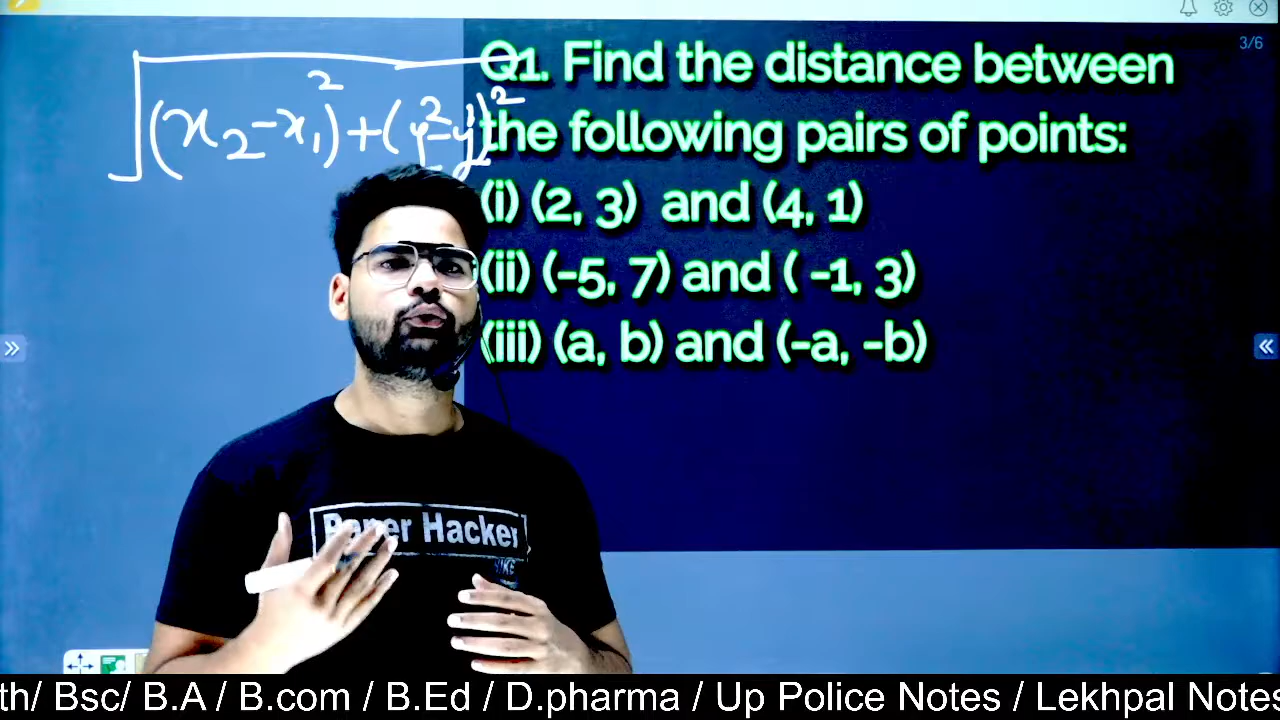 3/6
√(x₂-x₁)²+(y₂-y₁)²
Q1. Find the distance between
the following pairs of points:
(i) (2, 3) and (4, 1)
(ii) (-5, 7) and ( -1, 3)
(iii) (a, b) and (-a, -b)
Paper Hacker
th/ Bsc/ B.A / B.com / B.Ed / D.pharma / Up Police Notes / Lekhpal Notes